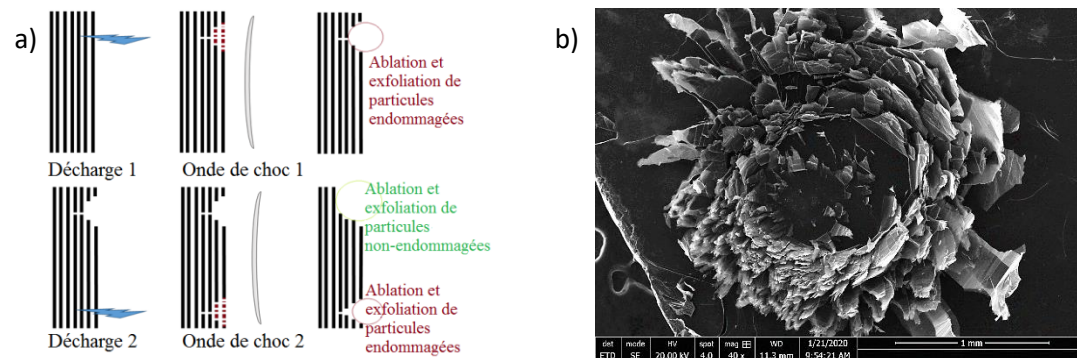 a)
Ablation et
exfoliation de
particules
endommagées
Décharge 1
Onde de choc 1
Ablation et
exfoliation de
particules
non-endommagées
Ablation et
exfoliation de
particules
endommagées
Décharge 2
Onde de choc 2
b)
det mode HV spot mag ⊞ WD 1/21/2020 1 mm
ETD SE 20.00 kV 4.0 40 x 11.3 mm 9:54:21 AM